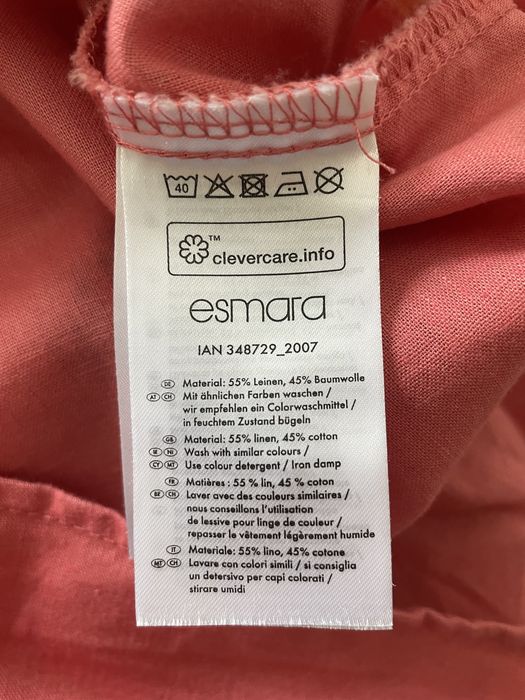 40
™
clevercare.info
esmara
IAN 348729_2007
DE Material: 55% Leinen, 45% Baumwolle
AT CH Mit ähnlichen Farben waschen /
wir empfehlen ein Colorwaschmittel /
in feuchtem Zustand bügeln
GB Material: 55% linen, 45% cotton
IE NI Wash with similar colours /
CY MT Use colour detergent / Iron damp
FR Matières : 55 % lin, 45 % coton
BE CH Laver avec des couleurs similaires /
nous conseillons l'utilisation
de lessive pour linge de couleur /
repasser le vêtement légèrement humide
IT Materiale: 55% lino, 45% cotone
MT CH Lavare con colori simili / si consiglia
un detersivo per capi colorati /
stirare umidi